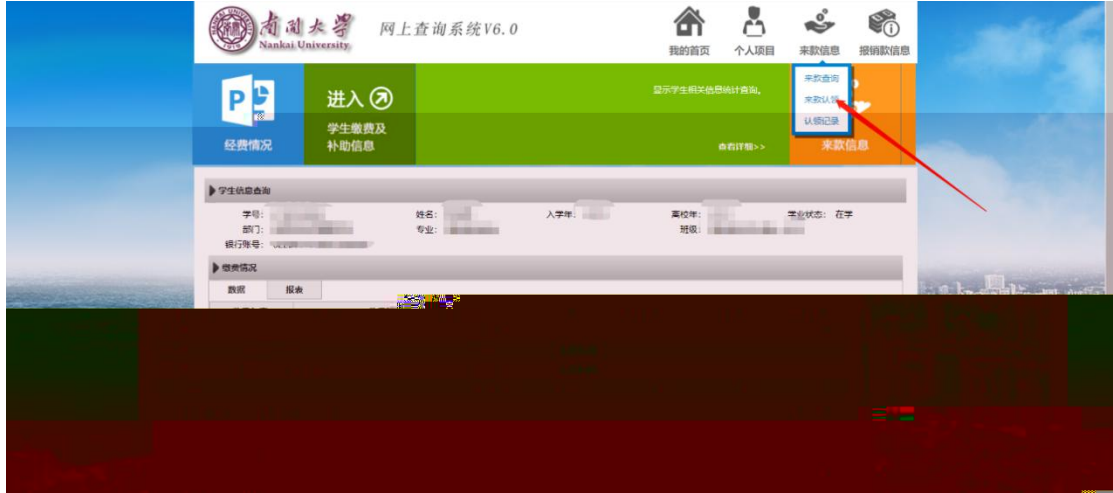 南開大學 网上查询系统V6.0
Nankai University
我的首页 个人项目 来款信息 报销款信息
来款查询
来款认领
认领记录
进入
显示学生相关信息统计查询。
学生缴费及
补助信息
经费情况
查看详细>>
来款信息
学生信息查询
学号: 姓名: 入学年: 离校年: 学业状态: 在学
部门: 专业: 班级:
银行账号:
缴费情况
数据 报表